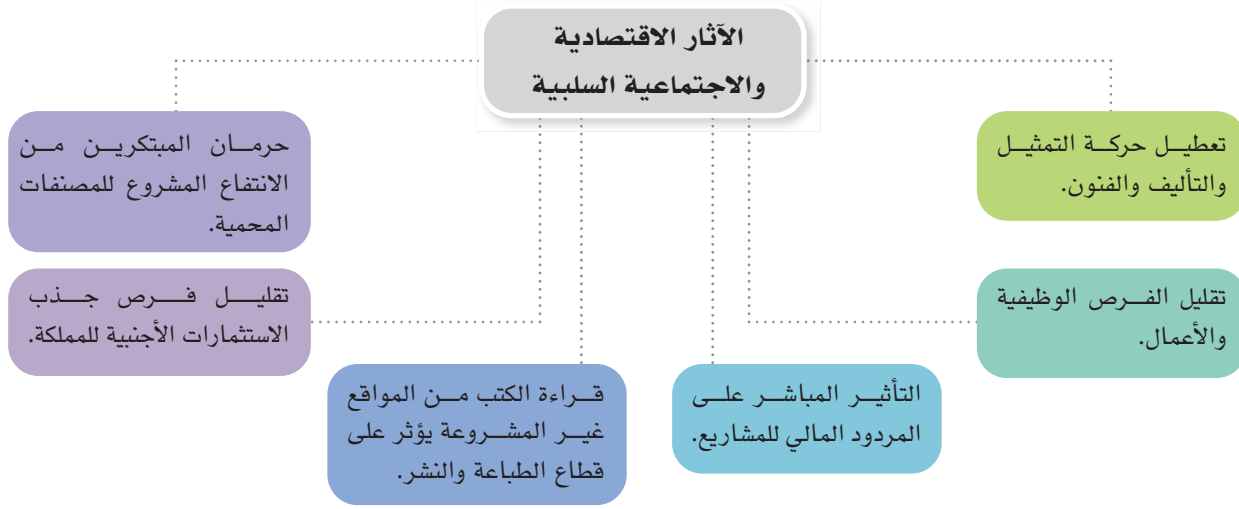 الآثار الاقتصادية
والاجتماعية السلبية
تعطيل حركة التمثيل
والتأليف والفنون.
حرمان المبتكرين من
الانتفاع المشروع للمصنفات
المحمية.
تقليل الفرص الوظيفية
والأعمال.
تقليل فرص جذب
الاستثمارات الأجنبية للمملكة.
التأثير المباشر على
المردود المالي للمشاريع.
قراءة الكتب من المواقع
غير المشروعة يؤثر على
قطاع الطباعة والنشر.